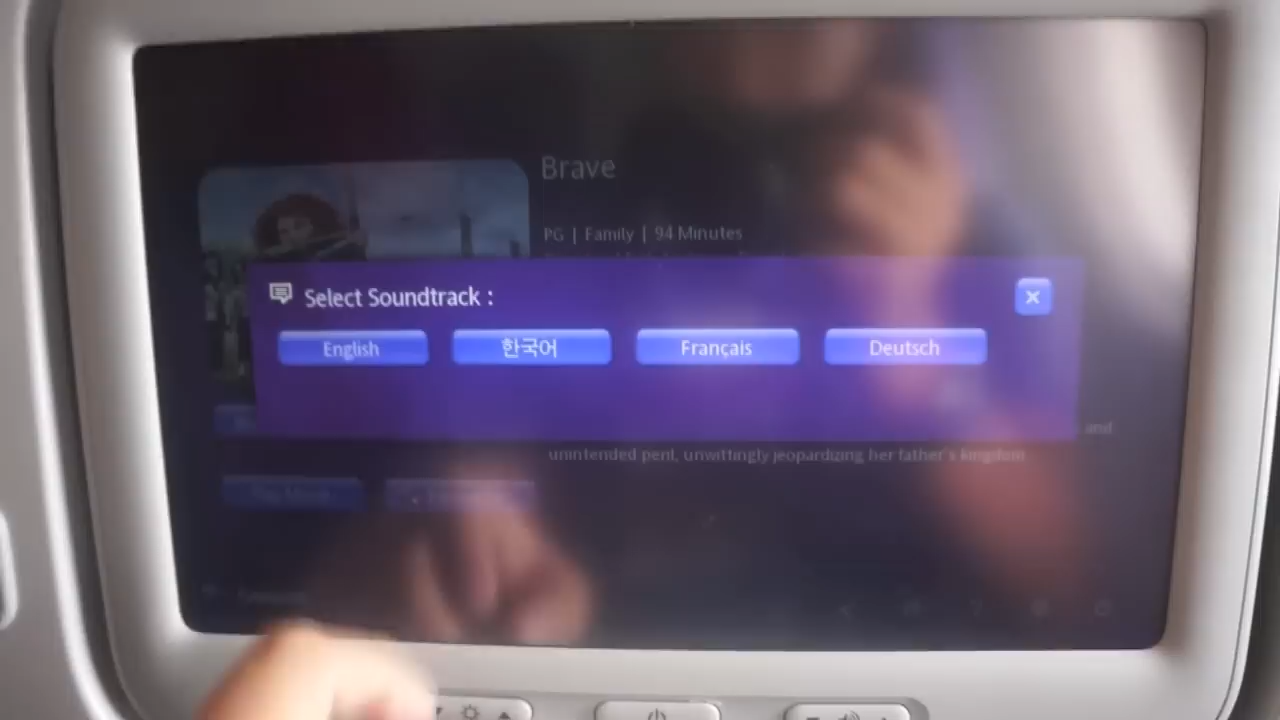 Brave
PG | Family | 94 Minutes
Select Soundtrack :
English
한국어
Français
Deutsch
and
unintended peril, unwittingly jeopardizing her father's kingdom